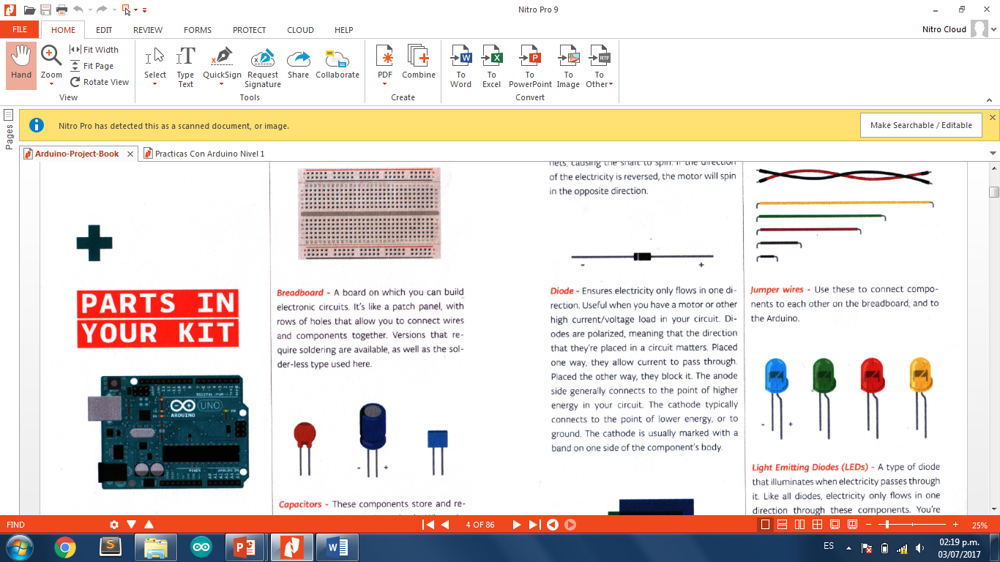 Nitro Pro 9
FILE
HOME
EDIT
REVIEW
FORMS
PROTECT
CLOUD
HELP
Nitro Cloud
Hand
Zoom
Fit Width
Fit Page
Rotate View
View
Select
Type Text
QuickSign
Request Signature
Share
Collaborate
Tools
PDF
Combine
Create
To Word
To Excel
To PowerPoint
To Image
To Other
Convert
Pages
Nitro Pro has detected this as a scanned document, or image.
Make Searchable / Editable
Arduino-Project-Book
Practicas Con Arduino Nivel 1
PARTS IN
YOUR KIT
UNO
ARDUINO
DIGITAL (PWM~)
POWER
ANALOG IN
Breadboard - A board on which you can build
electronic circuits. It's like a patch panel, with
rows of holes that allow you to connect wires
and components together. Versions that re-
quire soldering are available, as well as the sol-
der-less type used here.
- +
Capacitors - These components store and re-
nets, causing the shaft to spin. If the direction
of the electricity is reversed, the motor will spin
in the opposite direction.
- +
Diode - Ensures electricity only flows in one di-
rection. Useful when you have a motor or other
high current/voltage load in your circuit. Di-
odes are polarized, meaning that the direction
that they're placed in a circuit matters. Placed
one way, they allow current to pass through.
Placed the other way, they block it. The anode
side generally connects to the point of higher
energy in your circuit. The cathode typically
connects to the point of lower energy, or to
ground. The cathode is usually marked with a
band on one side of the component's body.
Jumper wires - Use these to connect compo-
nents to each other on the breadboard, and to
the Arduino.
- +
Light Emitting Diodes (LEDs) - A type of diode
that illuminates when electricity passes through
it. Like all diodes, electricity only flows in one
direction through these components. You're
FIND
4 OF 86
25%
ES
02:19 p.m.
03/07/2017